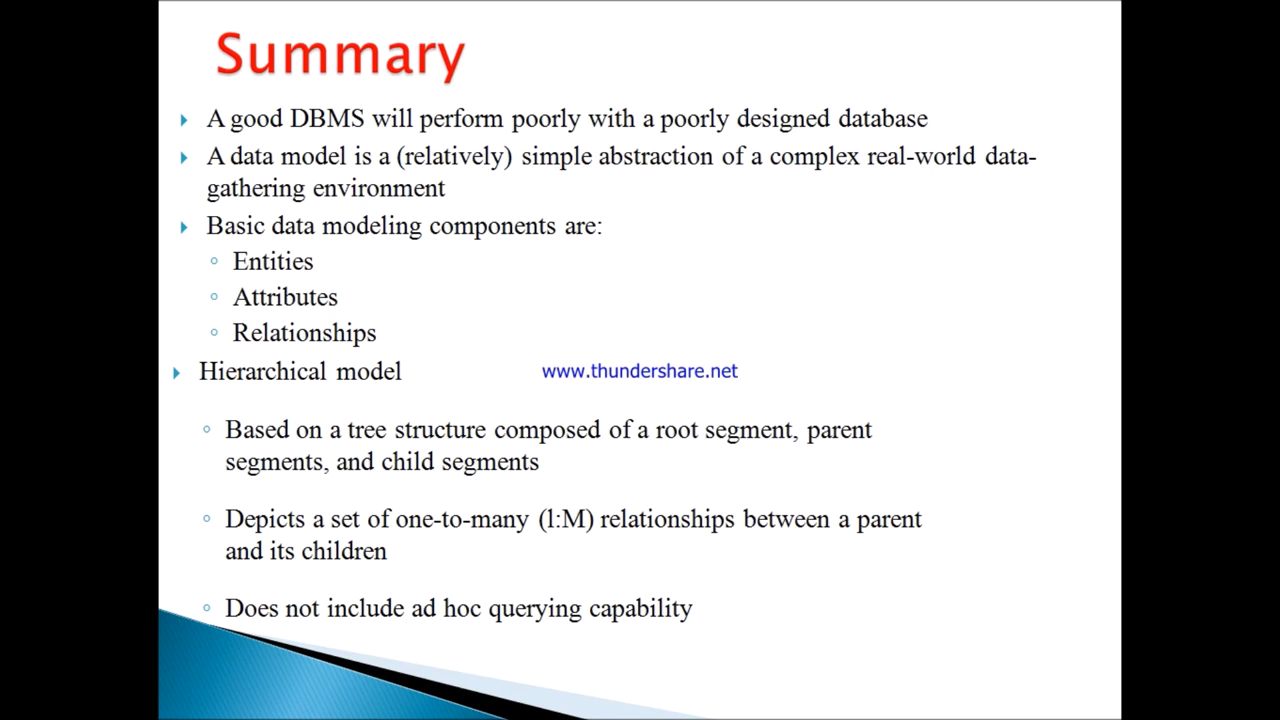 Summary
A good DBMS will perform poorly with a poorly designed database
A data model is a (relatively) simple abstraction of a complex real-world data-
gathering environment
Basic data modeling components are:
Entities
Attributes
Relationships
Hierarchical model
www.thundershare.net
Based on a tree structure composed of a root segment, parent
segments, and child segments
Depicts a set of one-to-many (l:M) relationships between a parent
and its children
Does not include ad hoc querying capability